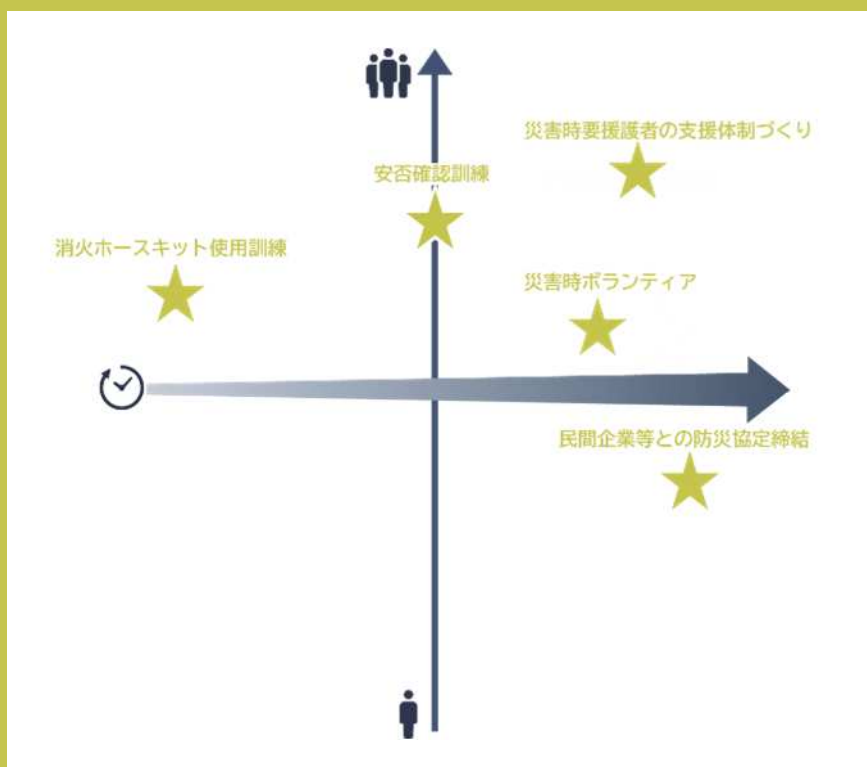 災害時要援護者の支援体制づくり
安否確認訓練
消火ホースキット使用訓練
災害時ボランティア
民間企業等との防災協定締結